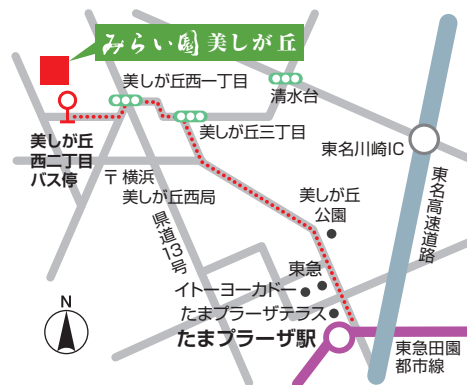 みらい園 美しが丘
美しが丘西一丁目
清水台
美しが丘
西二丁目
バス停
美しが丘三丁目
東名川崎IC
〒横浜
美しが丘西局
県道13号
美しが丘
公園
東名高速道路
東急
イトーヨーカドー
たまプラーザテラス
たまプラーザ駅
東急田園
都市線
N